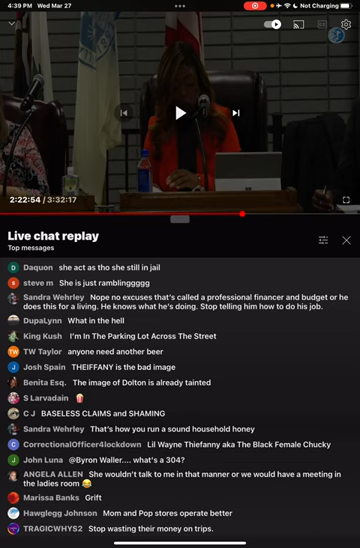 4:39 PM Wed Mar 27
Not Charging
2:22:54 / 3:32:17
Live chat replay
Top messages
D Daquon she act as tho she still in jail
s steve m She is just ramblinggggg
Sandra Wehrley Nope no excuses that's called a professional financer and budget or he
does this for a living. He knows what he's doing. Stop telling him how to do his job.
DupaLynn What in the hell
King Kush I'm In The Parking Lot Across The Street
TW TW Taylor anyone need another beer
J Josh Spain THEIFFANY is the bad image
Benita Esq. The image of Dolton is already tainted
S Larvadain 🍿
C J BASELESS CLAIMS and SHAMING
Sandra Wehrley That's how you run a sound household honey
C CorrectionalOfficer4lockdown Lil Wayne Thiefanny aka The Black Female Chucky
J John Luna @Byron Waller.... what's a 304?
ANGELA ALLEN She wouldn't talk to me in that manner or we would have a meeting in
the ladies room 😂
Marissa Banks Grift
Hawglegg Johnson Mom and Pop stores operate better
TRAGICWHYS2 Stop wasting their money on trips.